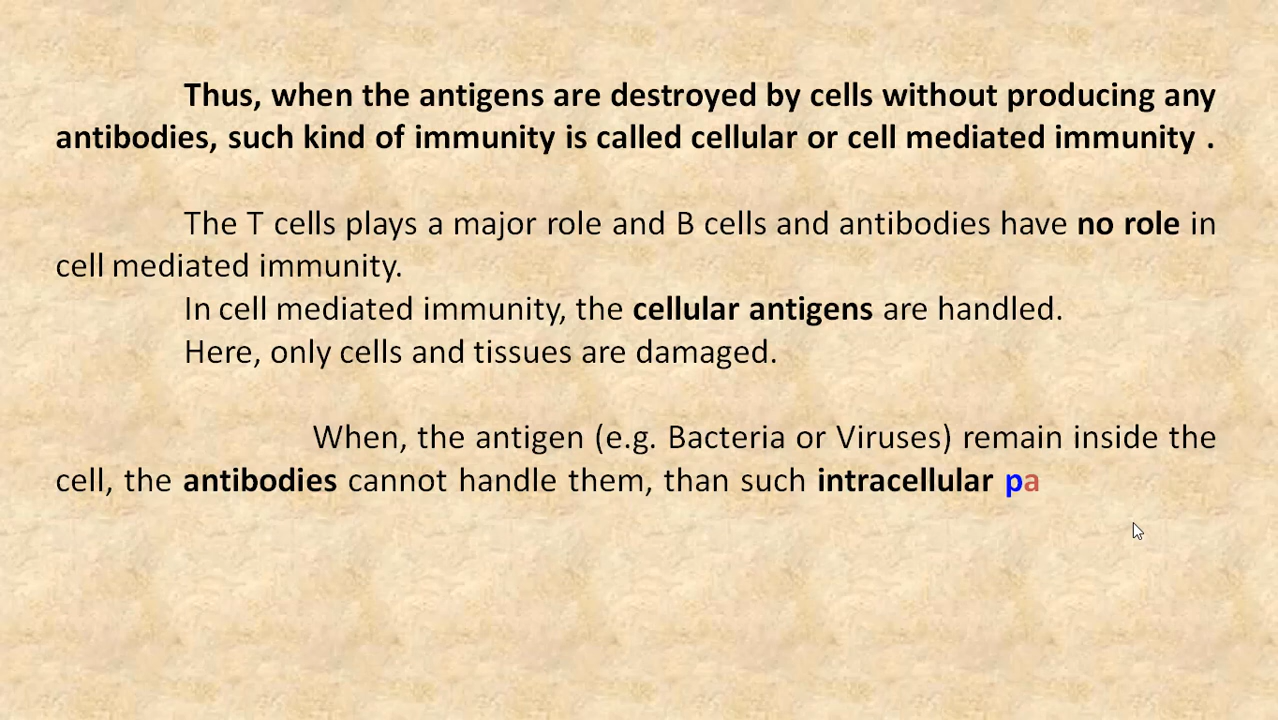 Thus, when the antigens are destroyed by cells without producing any
antibodies, such kind of immunity is called cellular or cell mediated immunity .
The T cells plays a major role and B cells and antibodies have no role in
cell mediated immunity.
In cell mediated immunity, the cellular antigens are handled.
Here, only cells and tissues are damaged.
When, the antigen (e.g. Bacteria or Viruses) remain inside the
cell, the antibodies cannot handle them, than such intracellular pa